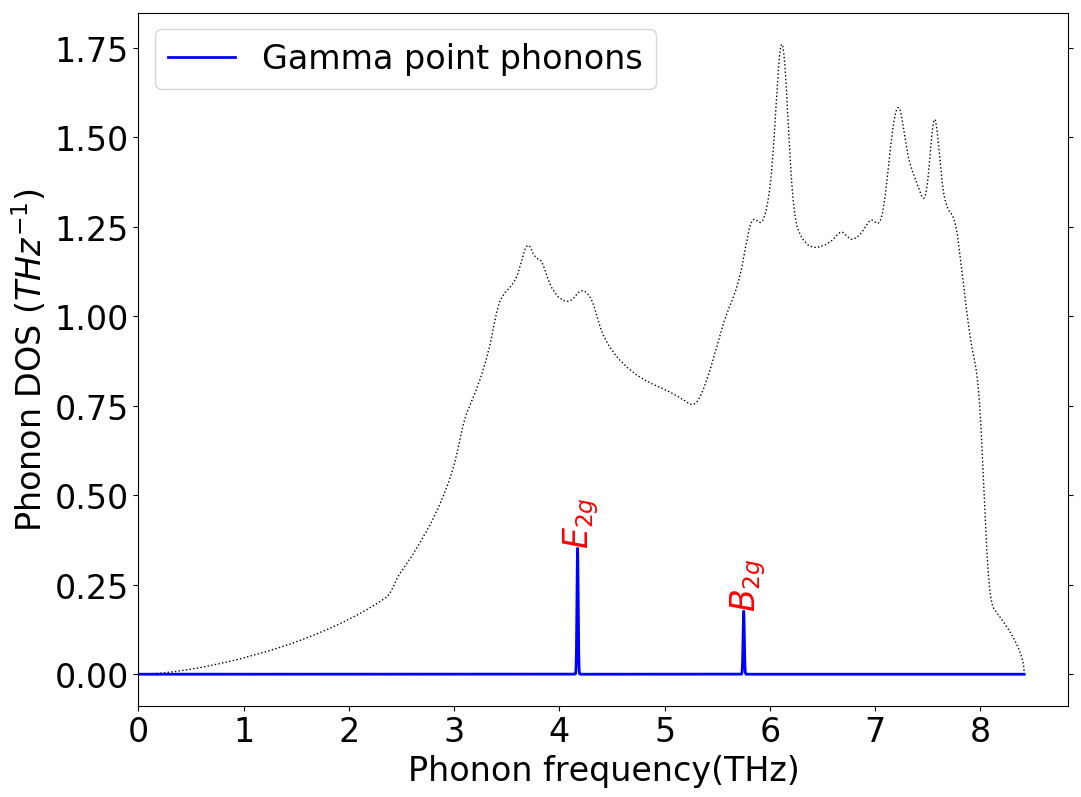 Gamma point phonons
Phonon DOS (THz⁻¹)
1.75
1.50
1.25
1.00
0.75
0.50
0.25
0.00
E₂g
B₂g
0 1 2 3 4 5 6 7 8
Phonon frequency(THz)